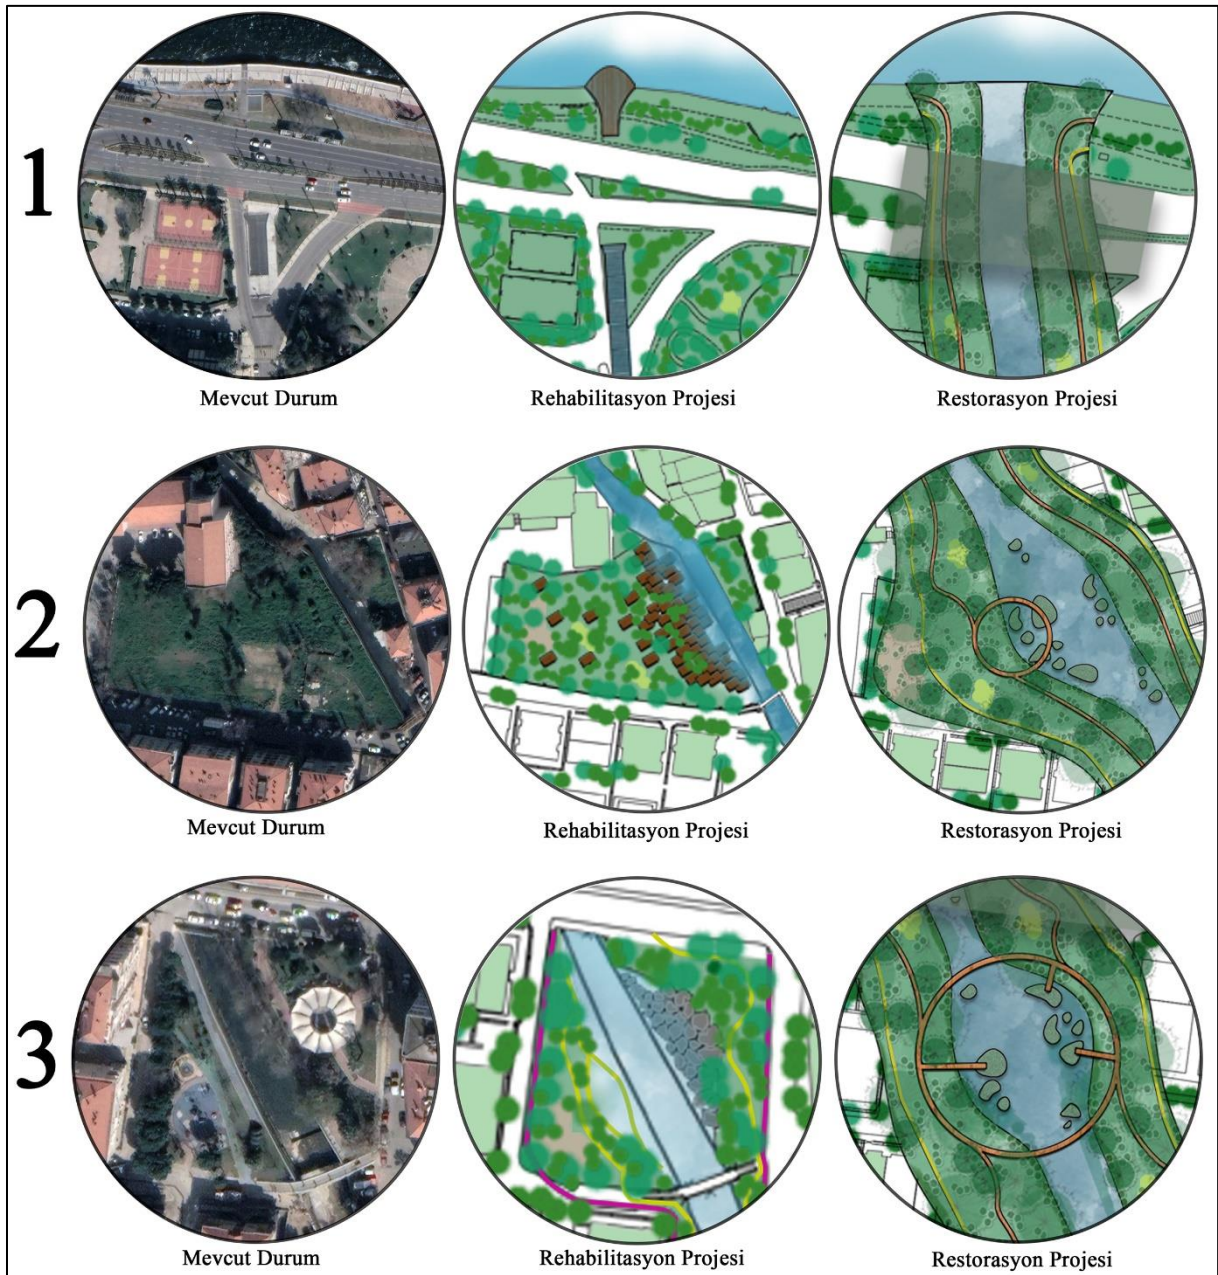 1
Mevcut Durum Rehabilitasyon Projesi Restorasyon Projesi
2
Mevcut Durum Rehabilitasyon Projesi Restorasyon Projesi
3
Mevcut Durum Rehabilitasyon Projesi Restorasyon Projesi